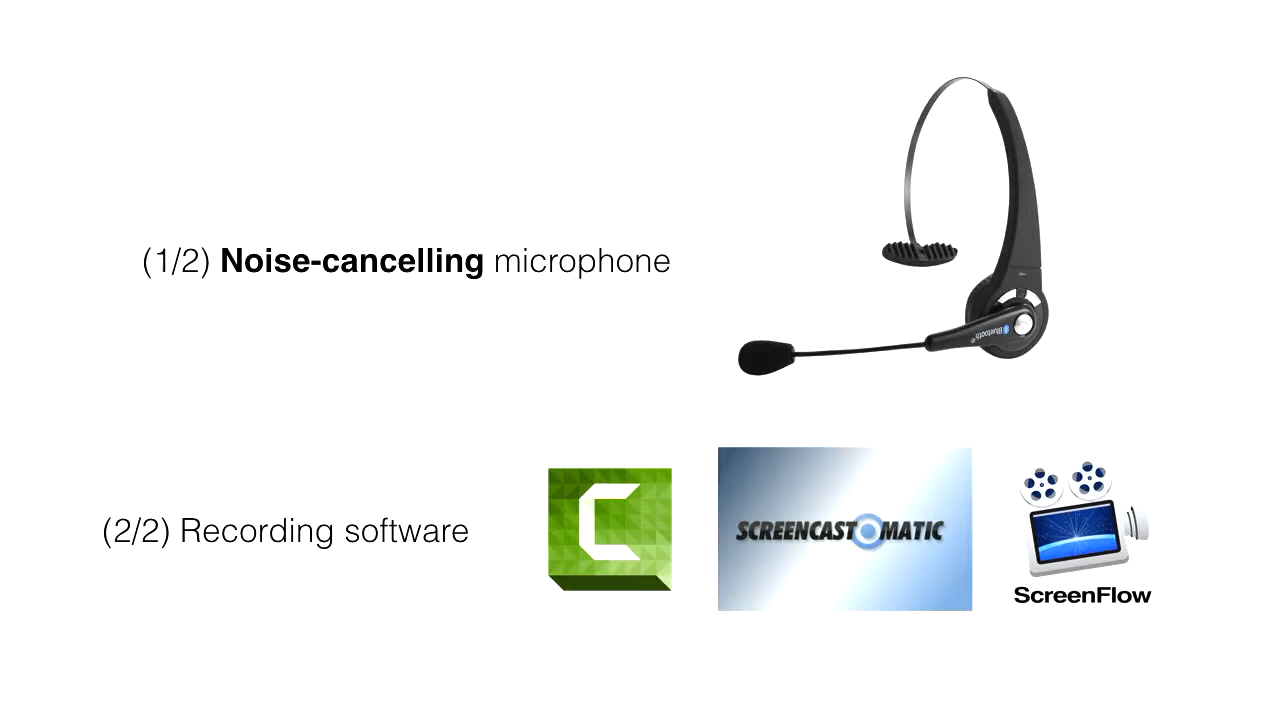 (1/2) Noise-cancelling microphone
Bluetooth®
(2/2) Recording software
C
SCREENCAST O MATIC
ScreenFlow